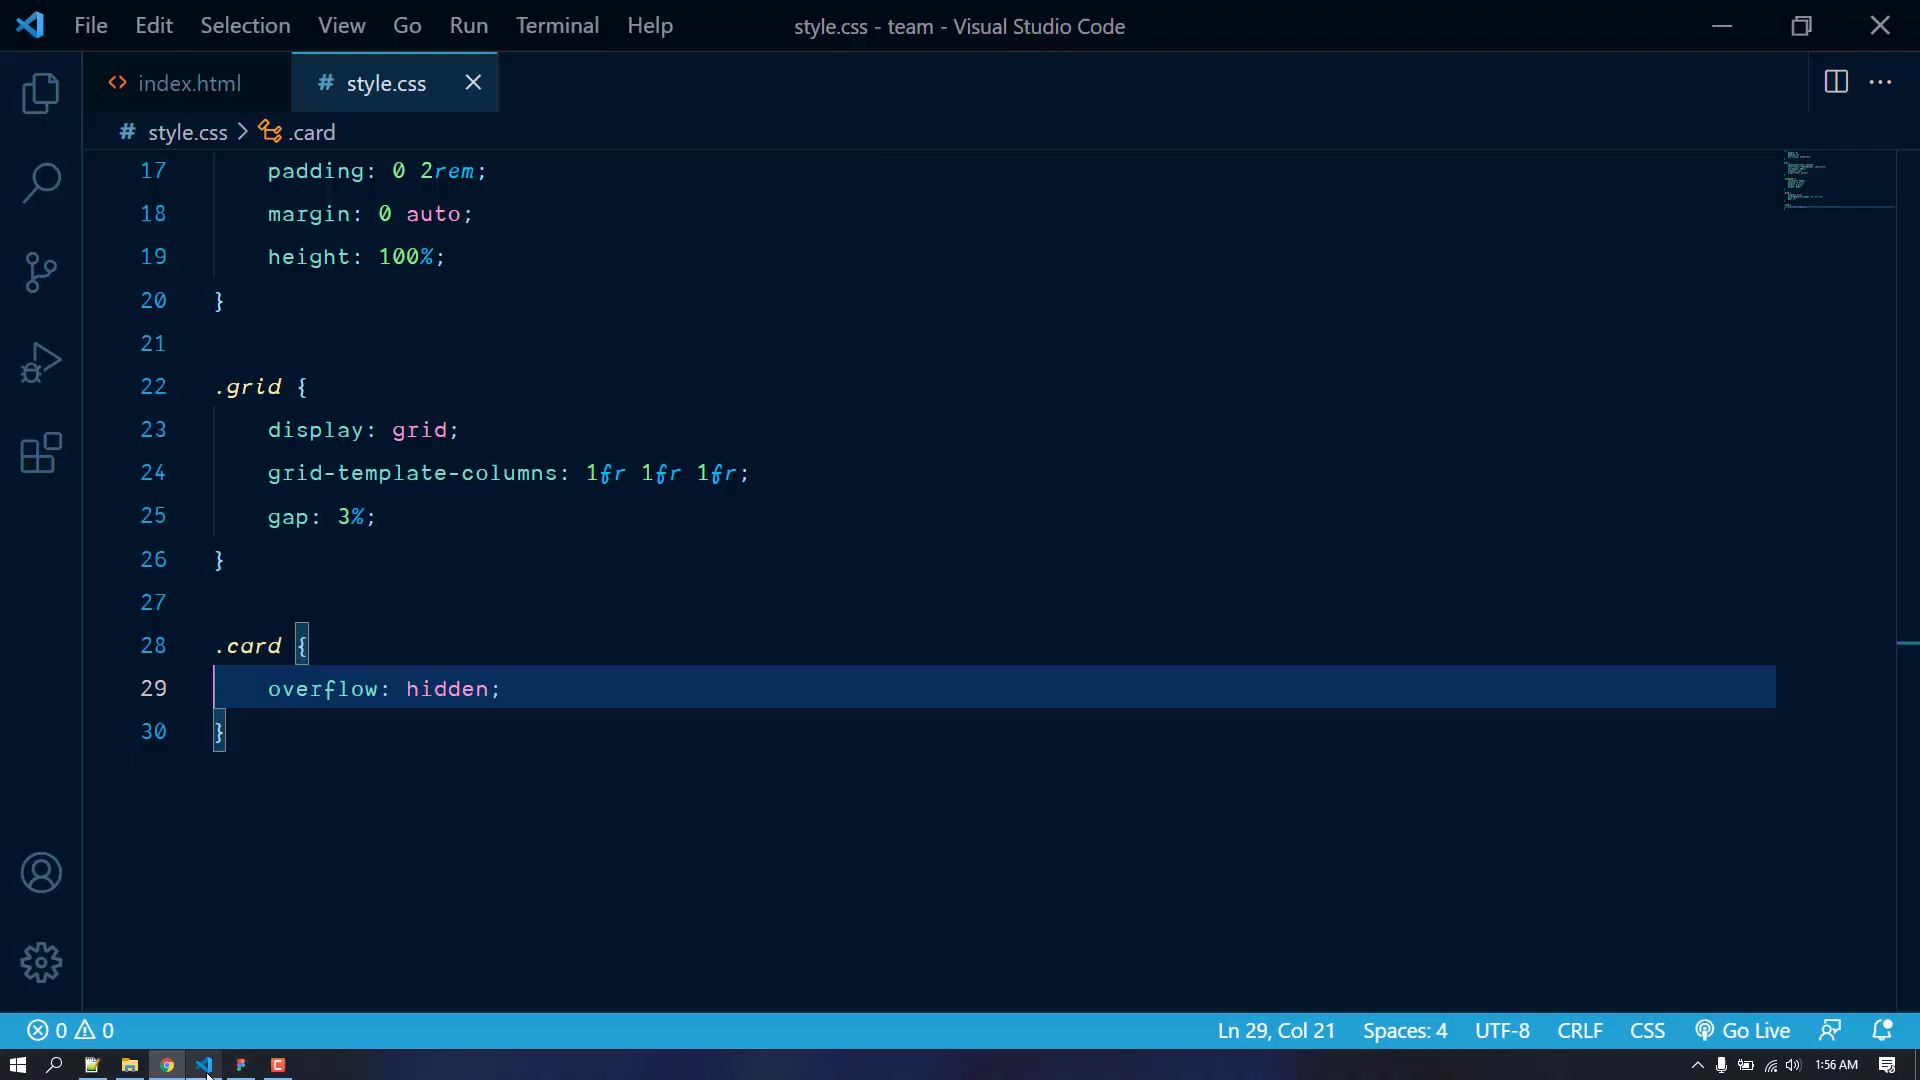 File Edit Selection View Go Run Terminal Help
style.css - team - Visual Studio Code
<> index.html
# style.css
# style.css > .card
17 padding: 0 2rem;
18 margin: 0 auto;
19 height: 100%;
20 }
21
22 .grid {
23 display: grid;
24 grid-template-columns: 1fr 1fr 1fr;
25 gap: 3%;
26 }
27
28 .card {
29 overflow: hidden;
30 }
0 0
Ln 29, Col 21 Spaces: 4 UTF-8 CRLF CSS Go Live
1:56 AM